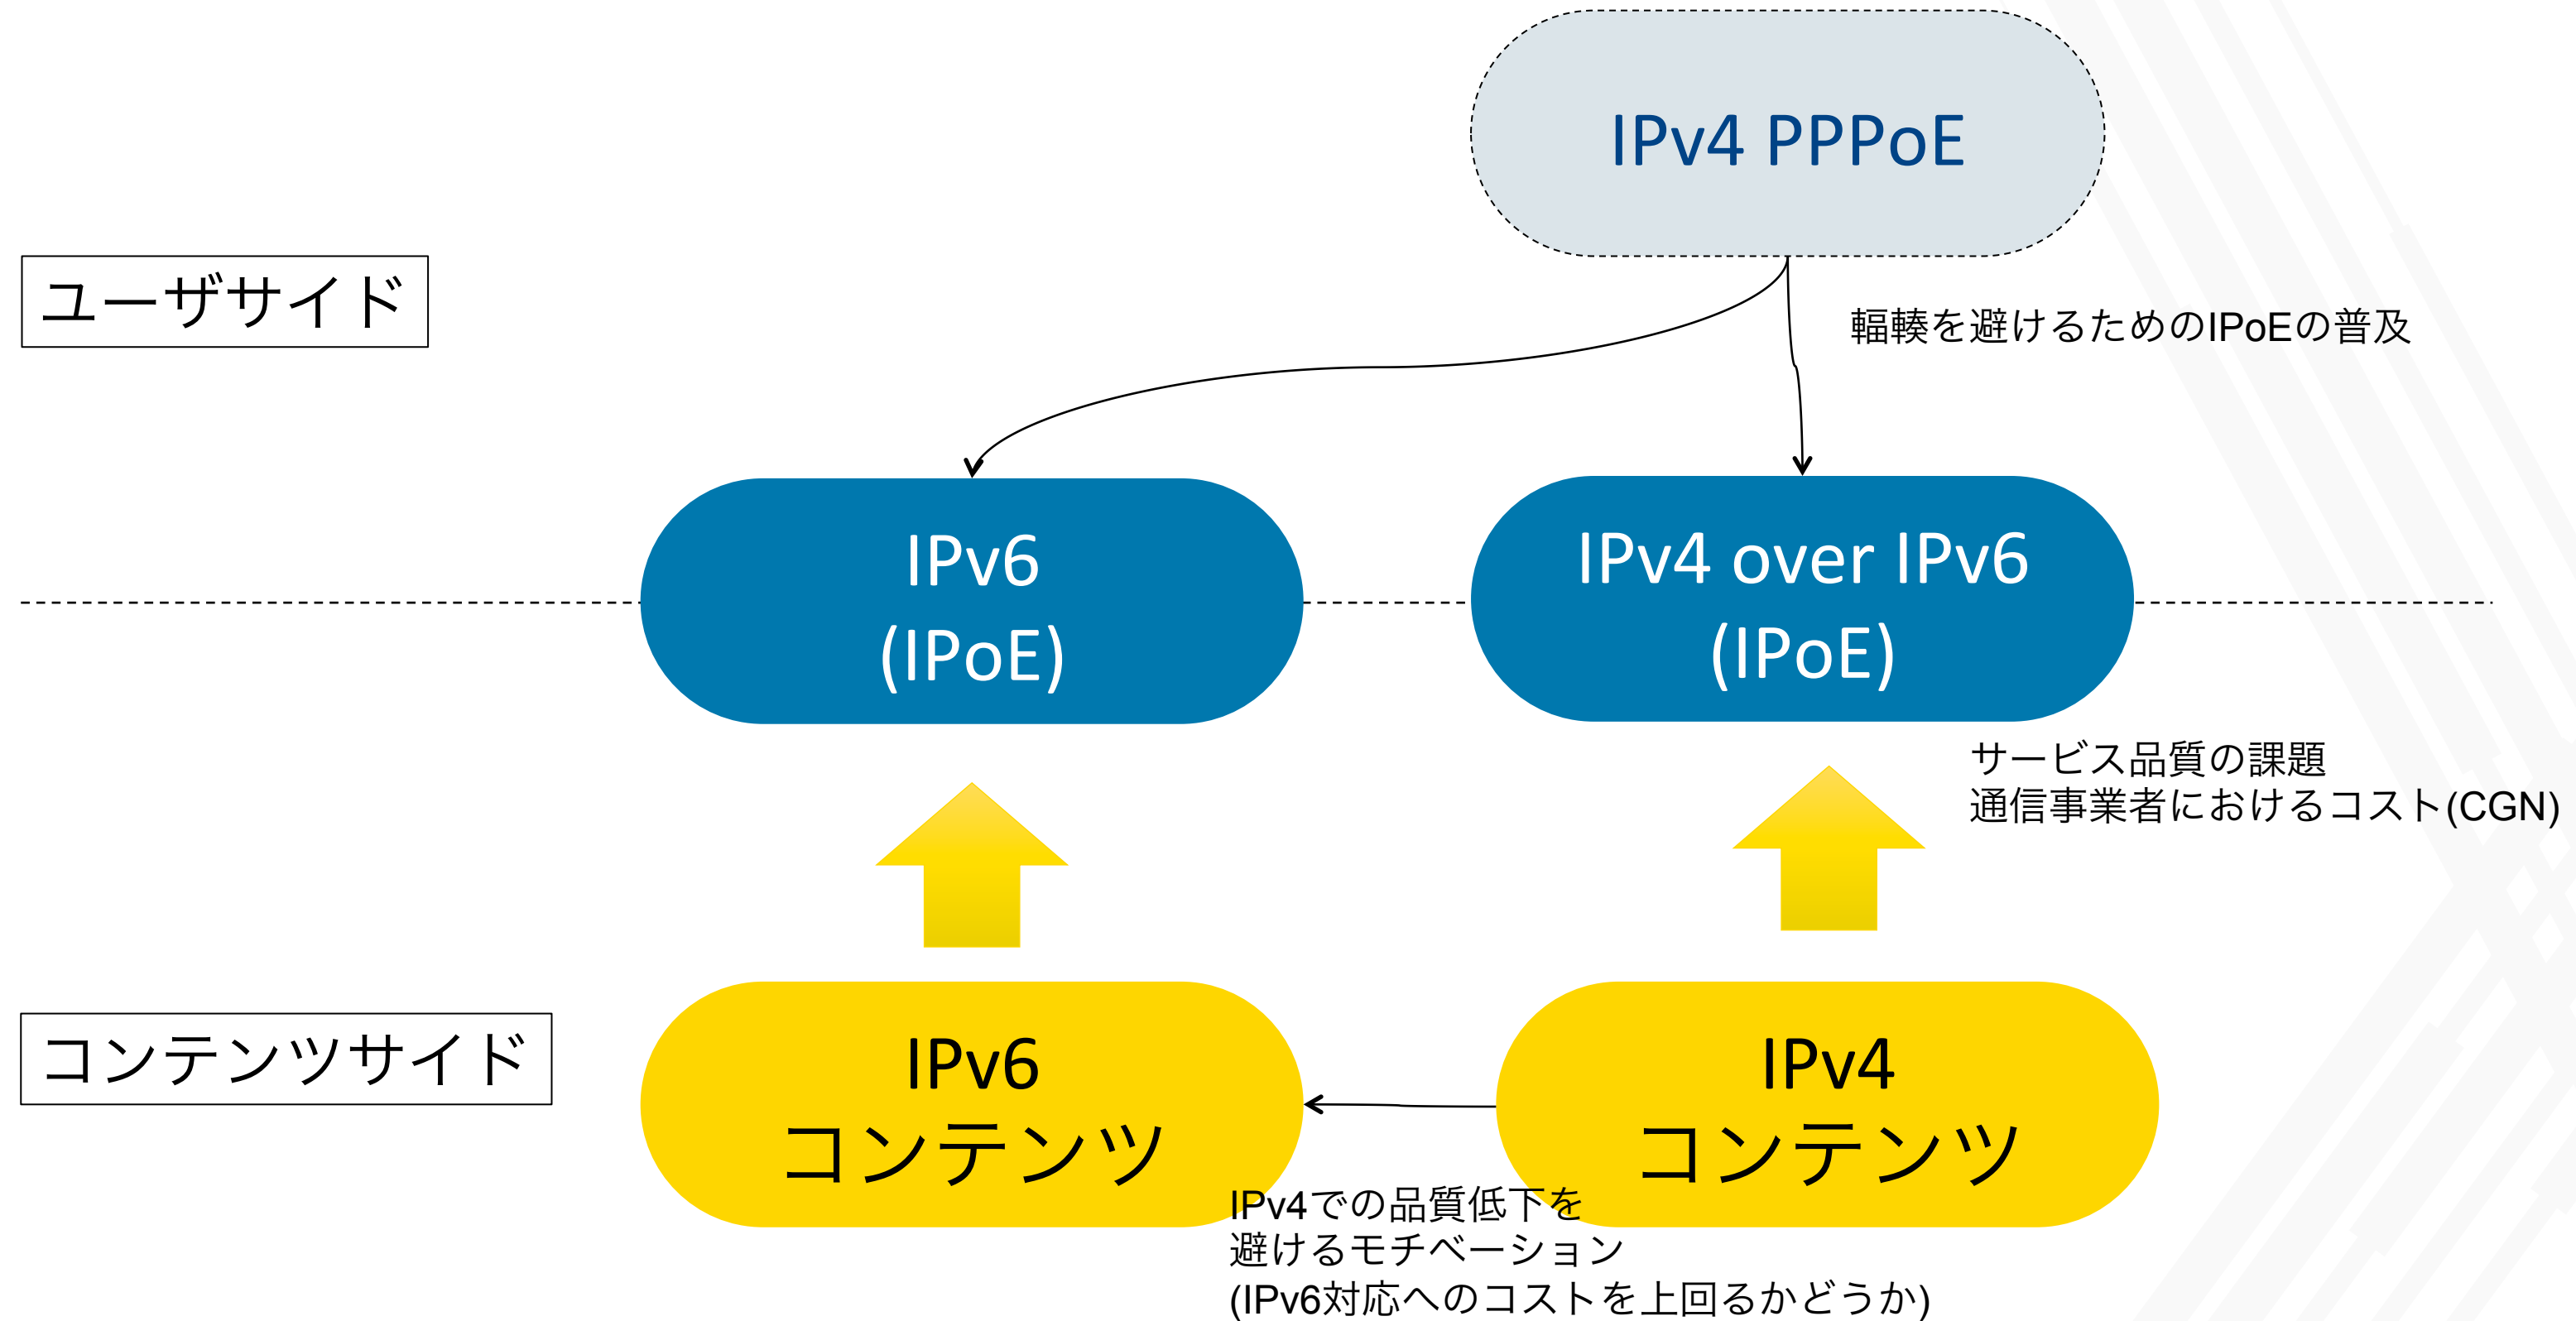 IPv4 PPPoE
ユーザサイド
輻輳を避けるためのIPoEの普及
IPv6
(IPoE)
IPv4 over IPv6
(IPoE)
サービス品質の課題
通信事業者におけるコスト(CGN)
コンテンツサイド
IPv6
コンテンツ
IPv4
コンテンツ
IPv4での品質低下を
避けるモチベーション
(IPv6対応へのコストを上回るかどうか)